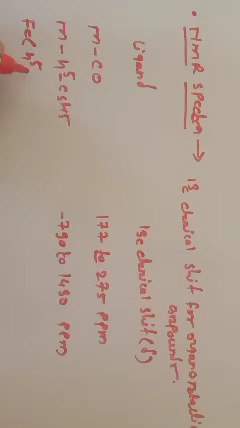 • NMR spectra → 13C chemical shift for organometallic
compounds.
Ligand 13C chemical shift (δ)
M-CO 177 to 275 ppm
M-η5C5H5 -790 to 1430 ppm
Fe(η5